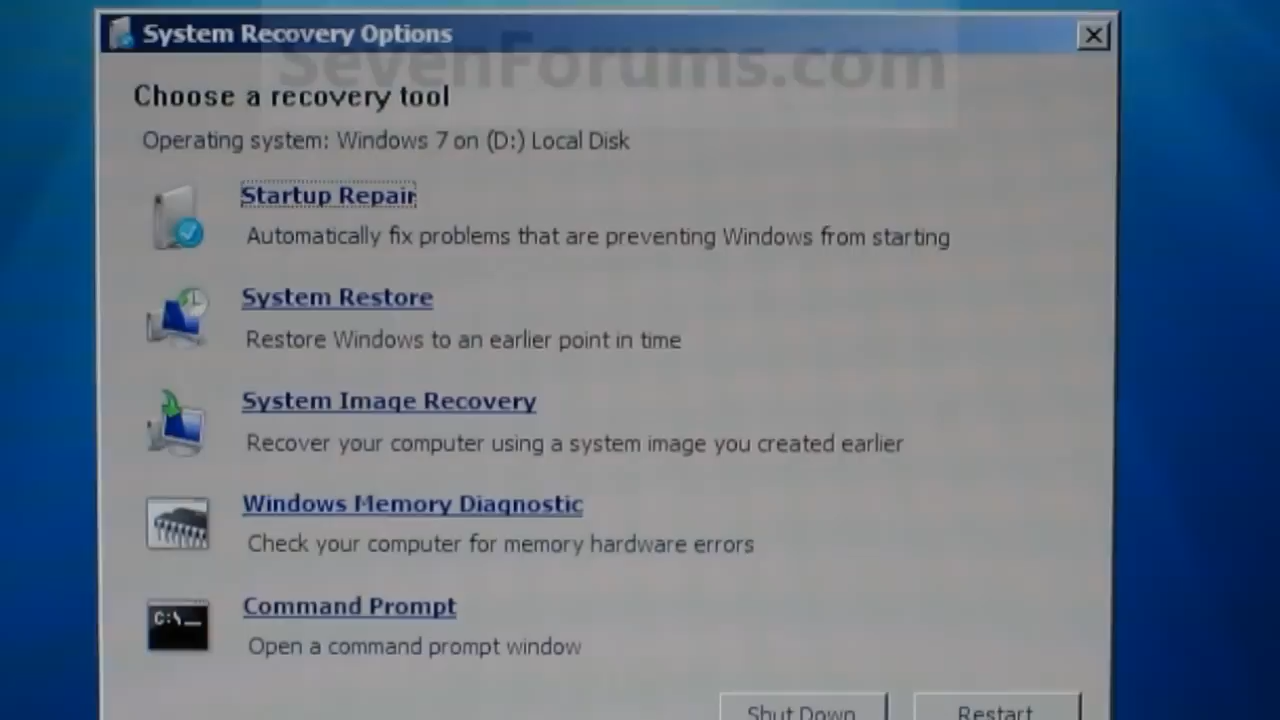 System Recovery Options
SevenForums.com
Choose a recovery tool
Operating system: Windows 7 on (D:) Local Disk
Startup Repair
Automatically fix problems that are preventing Windows from starting
System Restore
Restore Windows to an earlier point in time
System Image Recovery
Recover your computer using a system image you created earlier
Windows Memory Diagnostic
Check your computer for memory hardware errors
C:\_
Command Prompt
Open a command prompt window
Shut Down Restart